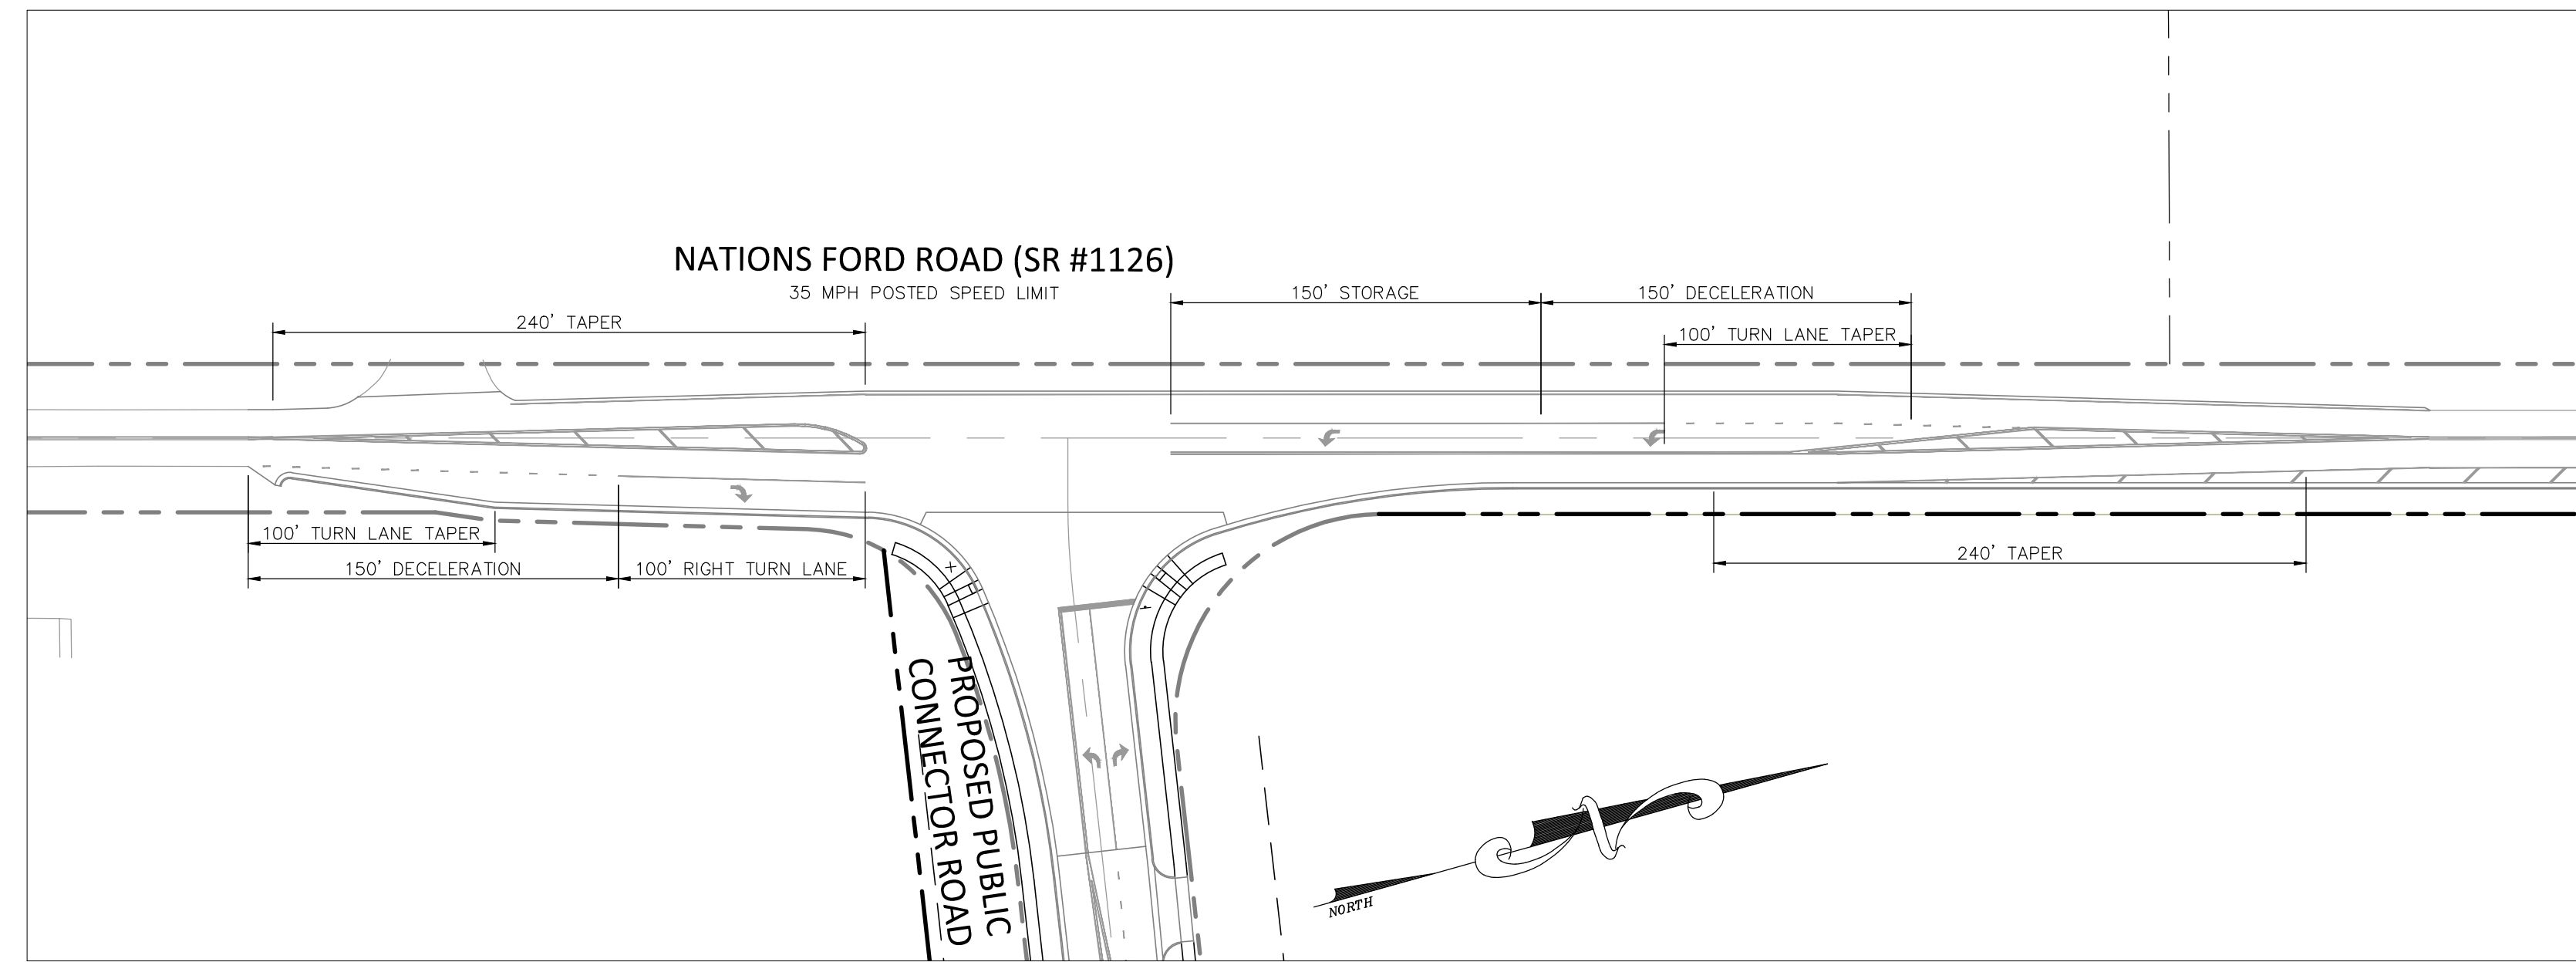 NATIONS FORD ROAD (SR #1126)
35 MPH POSTED SPEED LIMIT
150' STORAGE
150' DECELERATION
240' TAPER
100' TURN LANE TAPER
100' TURN LANE TAPER
150' DECELERATION
100' RIGHT TURN LANE
240' TAPER
PROPOSED PUBLIC
CONNECTOR ROAD
N
NORTH